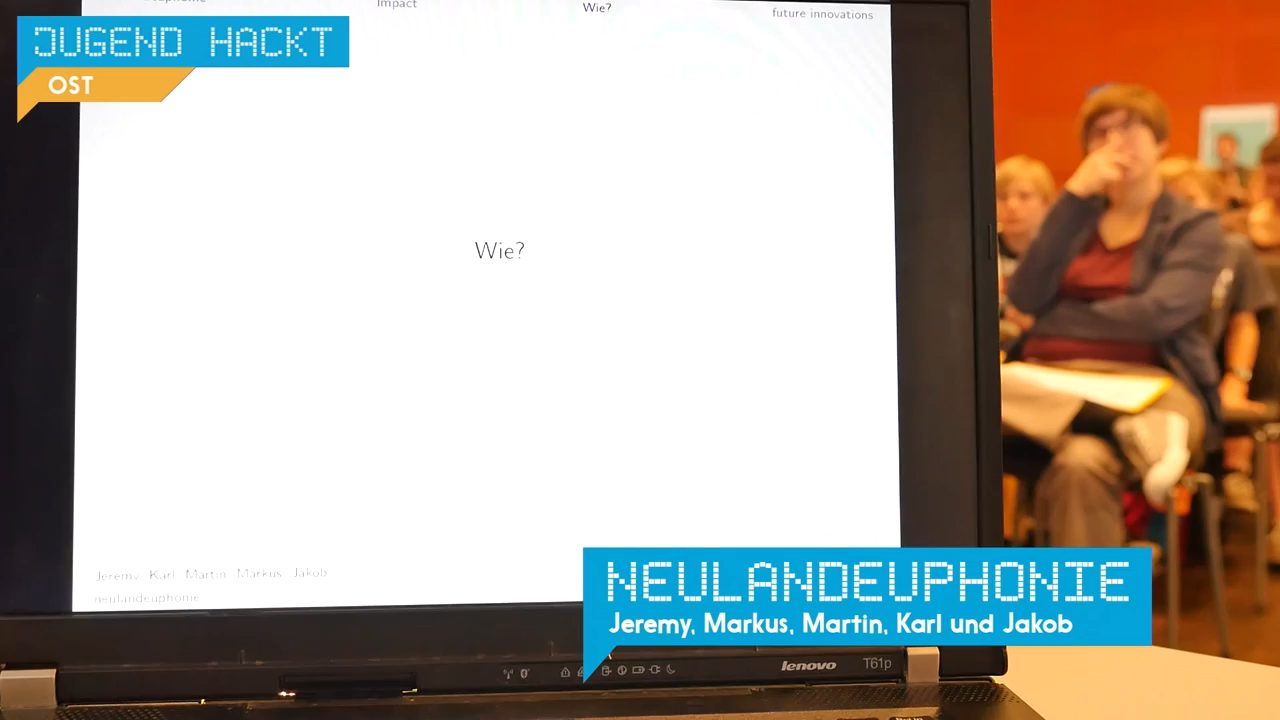 Impact
Wie?
future innovations
JUGEND HACKT
OST
Wie?
Jeremy Karl Martin Markus Jakob
neulandeuphonie
NEULANDEUPHONIE
Jeremy, Markus, Martin, Karl und Jakob
lenovo T61p